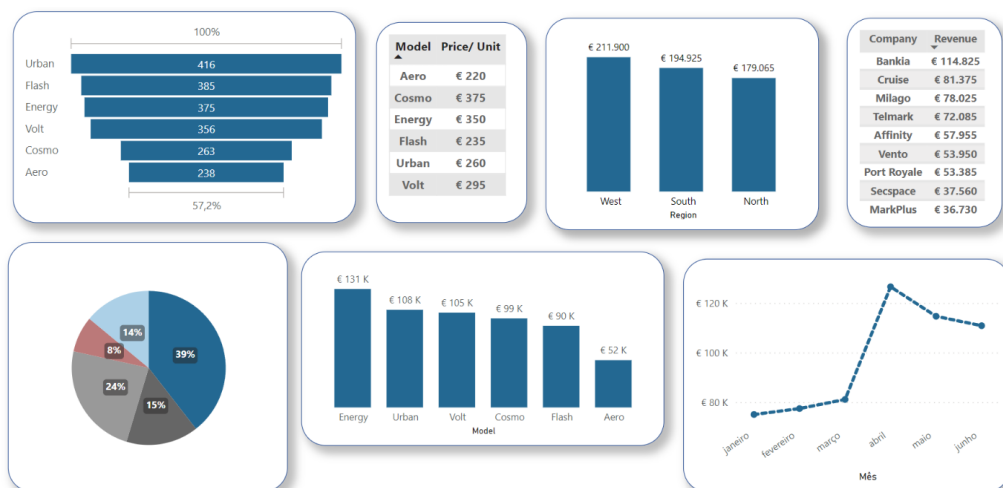 100%
Urban 416
Flash 385
Energy 375
Volt 356
Cosmo 263
Aero 238
57,2%
Model Price/ Unit
Aero € 220
Cosmo € 375
Energy € 350
Flash € 235
Urban € 260
Volt € 295
€ 211.900 € 194.925 € 179.065
West South North
Region
Company Revenue
Bankia € 114.825
Cruise € 81.375
Milago € 78.025
Telmark € 72.085
Affinity € 57.955
Vento € 53.950
Port Royale € 53.385
Secspace € 37.560
MarkPlus € 36.730
14%
39%
8%
24%
15%
€ 131 K € 108 K € 105 K € 99 K € 90 K € 52 K
Energy Urban Volt Cosmo Flash Aero
Model
€ 120 K
€ 100 K
€ 80 K
janeiro fevereiro março abril maio junho
Mês